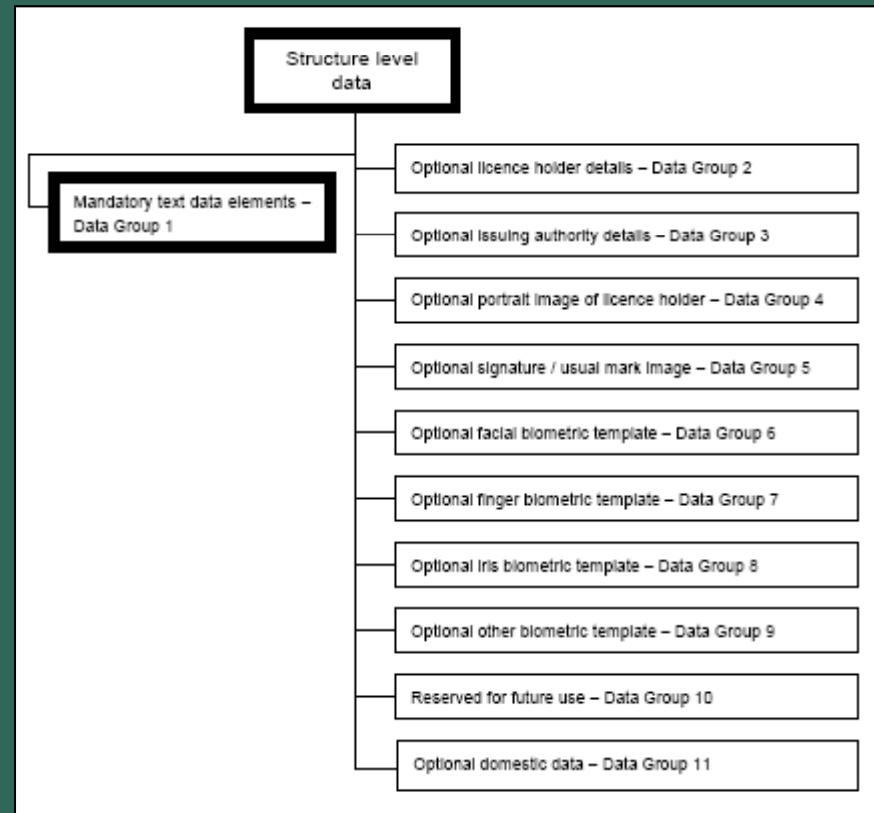 Structure level
data
Mandatory text data elements –
Data Group 1
Optional licence holder details – Data Group 2
Optional issuing authority details – Data Group 3
Optional portrait image of licence holder – Data Group 4
Optional signature / usual mark image – Data Group 5
Optional facial biometric template – Data Group 6
Optional finger biometric template – Data Group 7
Optional iris biometric template – Data Group 8
Optional other biometric template – Data Group 9
Reserved for future use – Data Group 10
Optional domestic data – Data Group 11